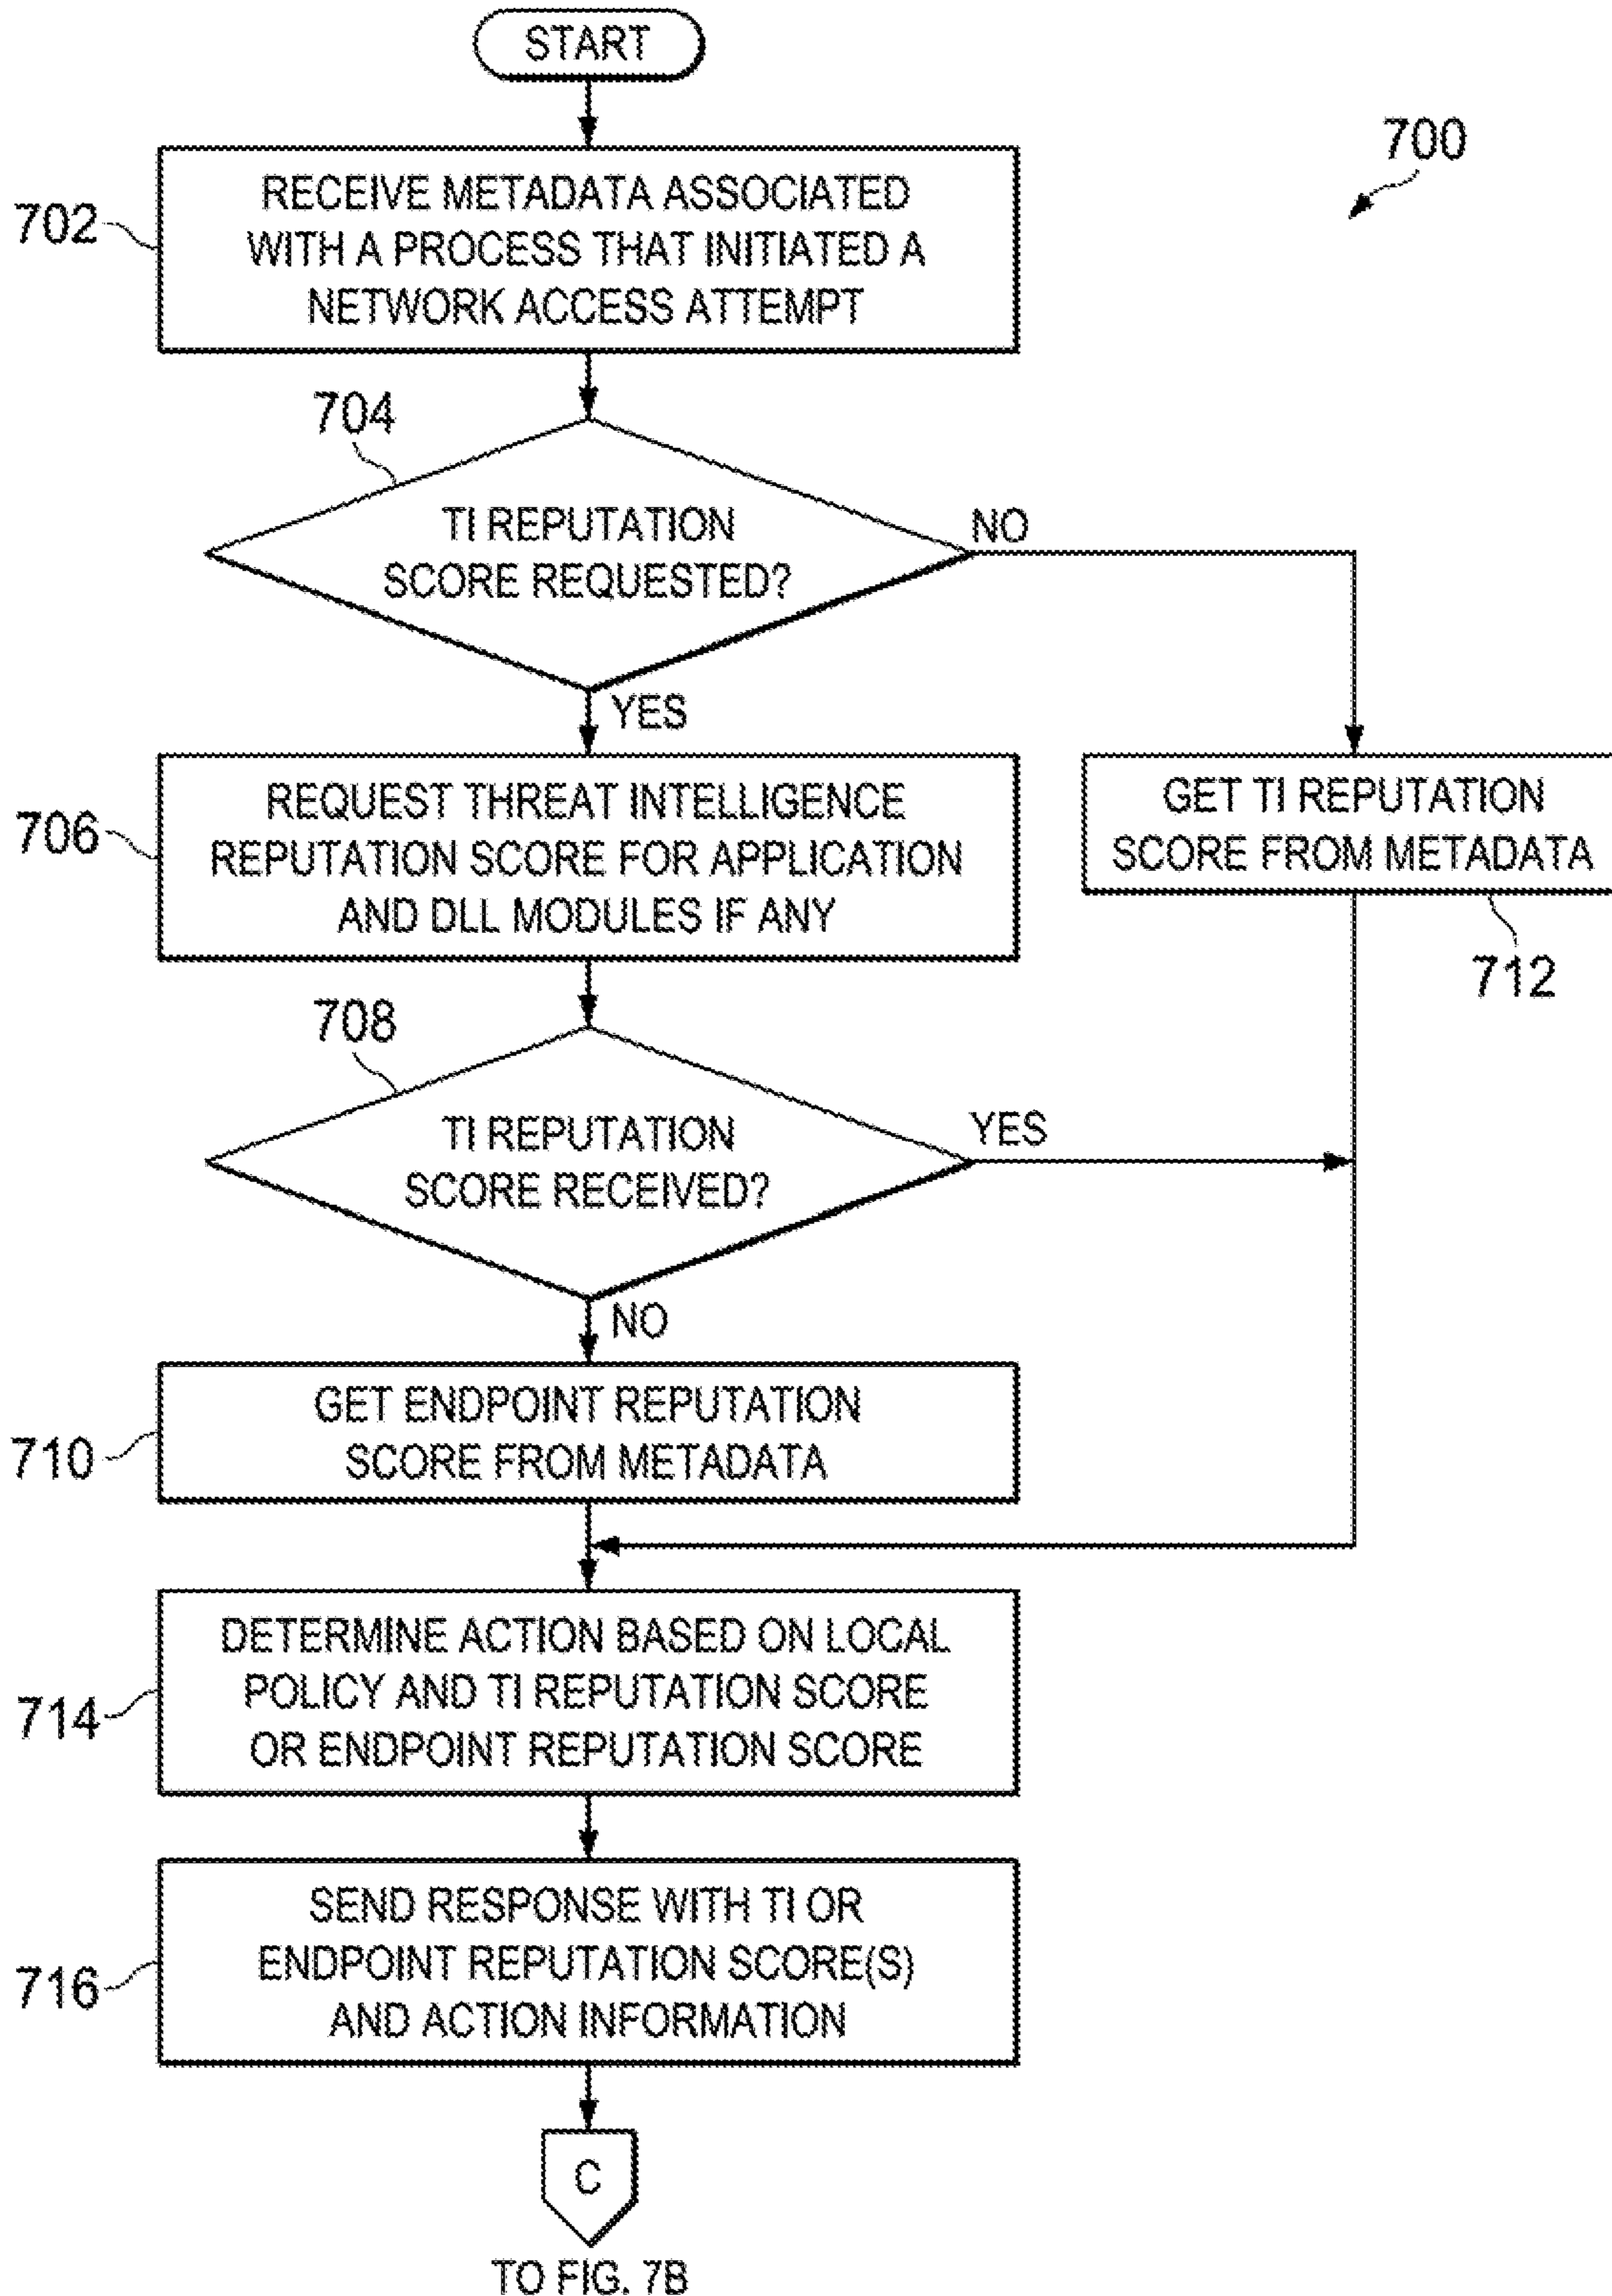 START
700
702
RECEIVE METADATA ASSOCIATED
WITH A PROCESS THAT INITIATED A
NETWORK ACCESS ATTEMPT
704
TI REPUTATION
SCORE REQUESTED?
NO
YES
706
REQUEST THREAT INTELLIGENCE
REPUTATION SCORE FOR APPLICATION
AND DLL MODULES IF ANY
GET TI REPUTATION
SCORE FROM METADATA
712
708
TI REPUTATION
SCORE RECEIVED?
YES
NO
710
GET ENDPOINT REPUTATION
SCORE FROM METADATA
714
DETERMINE ACTION BASED ON LOCAL
POLICY AND TI REPUTATION SCORE
OR ENDPOINT REPUTATION SCORE
716
SEND RESPONSE WITH TI OR
ENDPOINT REPUTATION SCORE(S)
AND ACTION INFORMATION
C
TO FIG. 7B